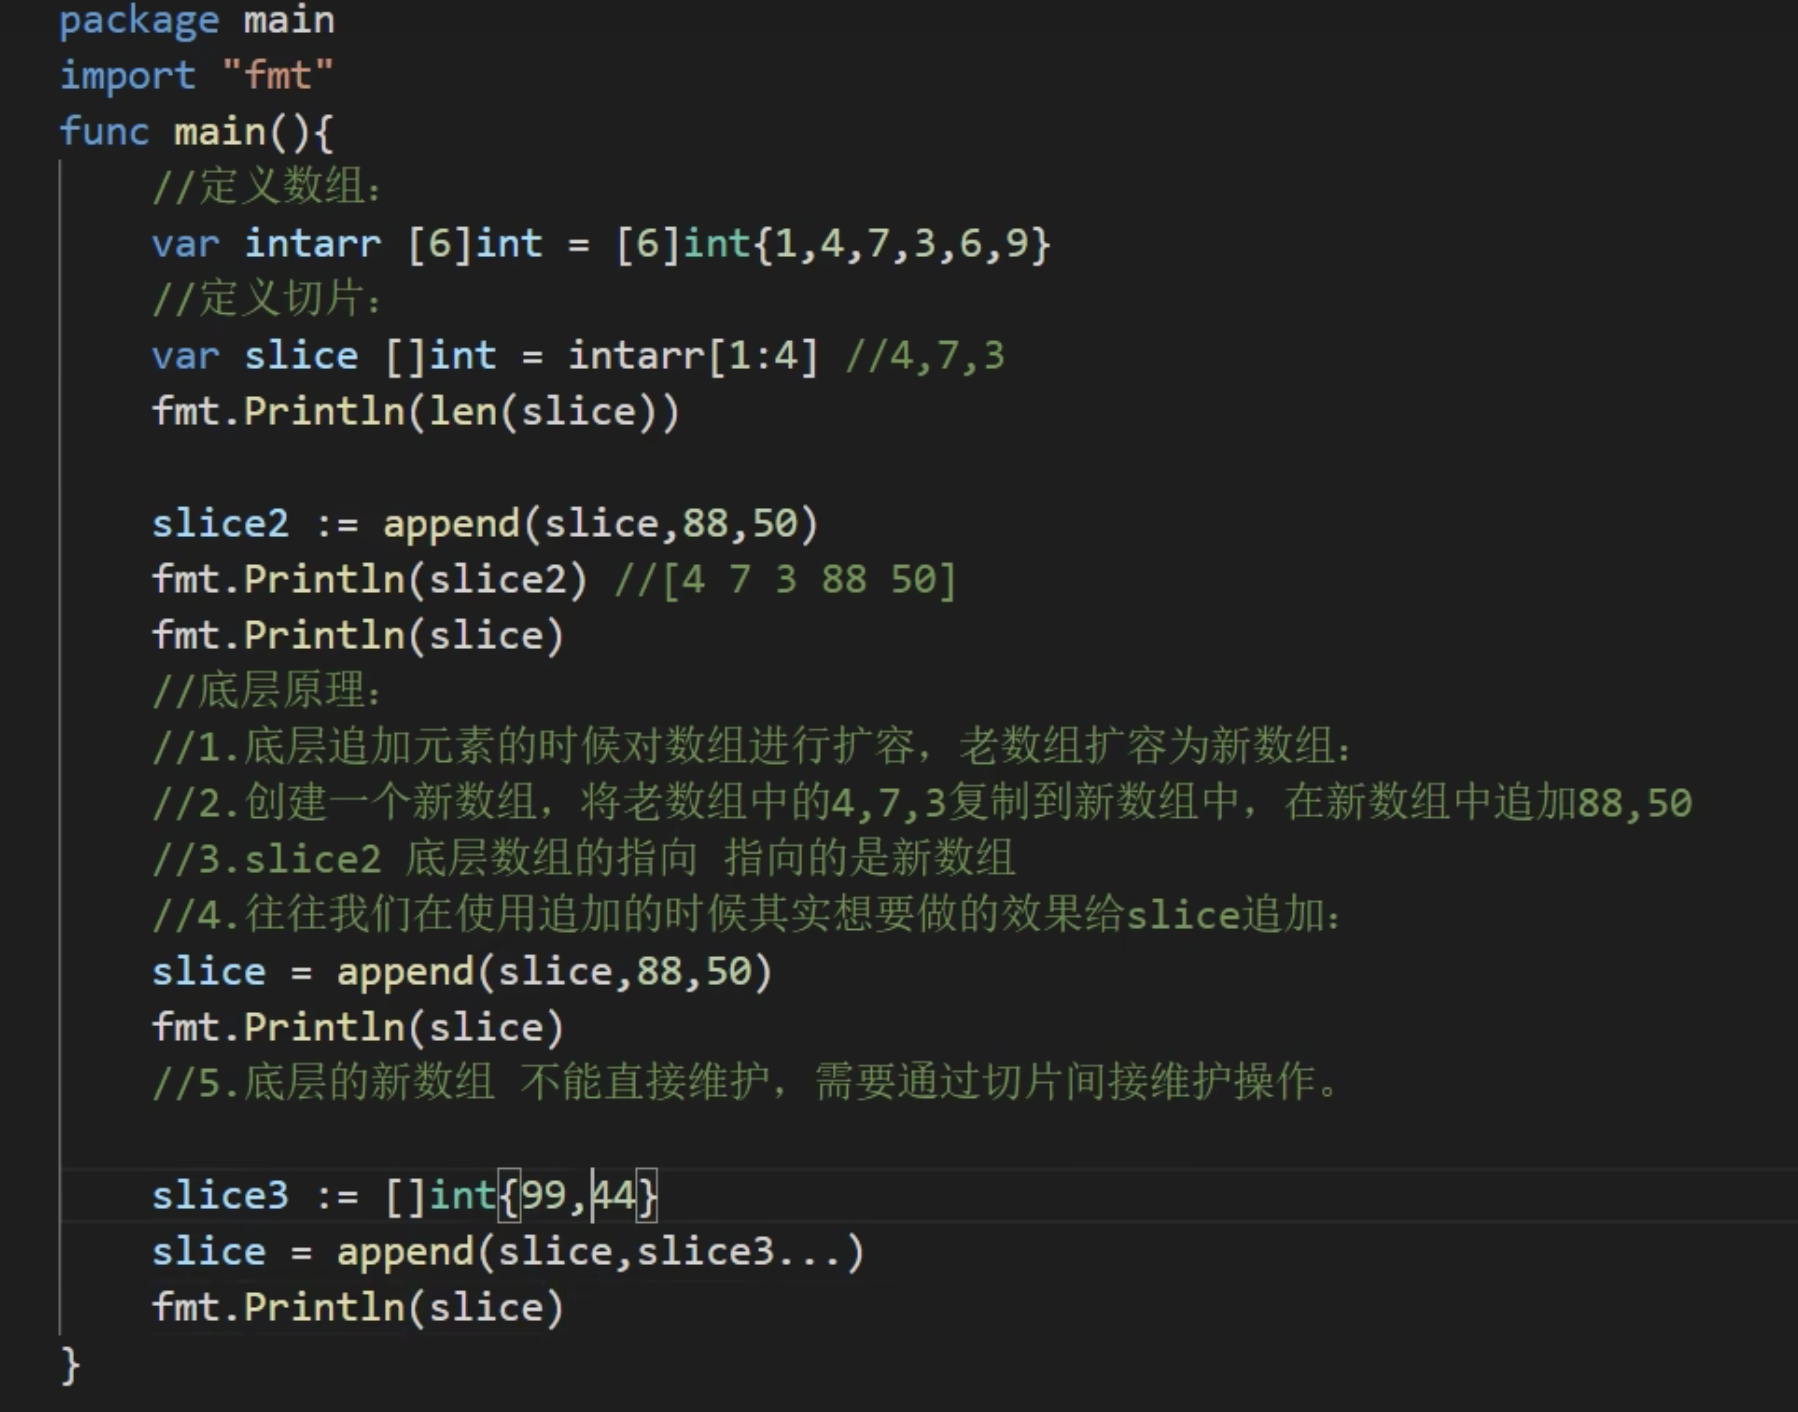 package main
import "fmt"
func main(){
//定义数组：
var intarr [6]int = [6]int{1,4,7,3,6,9}
//定义切片：
var slice []int = intarr[1:4] //4,7,3
fmt.Println(len(slice))
slice2 := append(slice,88,50)
fmt.Println(slice2) //[4 7 3 88 50]
fmt.Println(slice)
//底层原理：
//1.底层追加元素的时候对数组进行扩容，老数组扩容为新数组：
//2.创建一个新数组，将老数组中的4,7,3复制到新数组中，在新数组中追加88,50
//3.slice2 底层数组的指向 指向的是新数组
//4.往往我们在使用追加的时候其实想要做的效果给slice追加：
slice = append(slice,88,50)
fmt.Println(slice)
//5.底层的新数组 不能直接维护，需要通过切片间接维护操作。
slice3 := []int{99,44}
slice = append(slice,slice3...)
fmt.Println(slice)
}